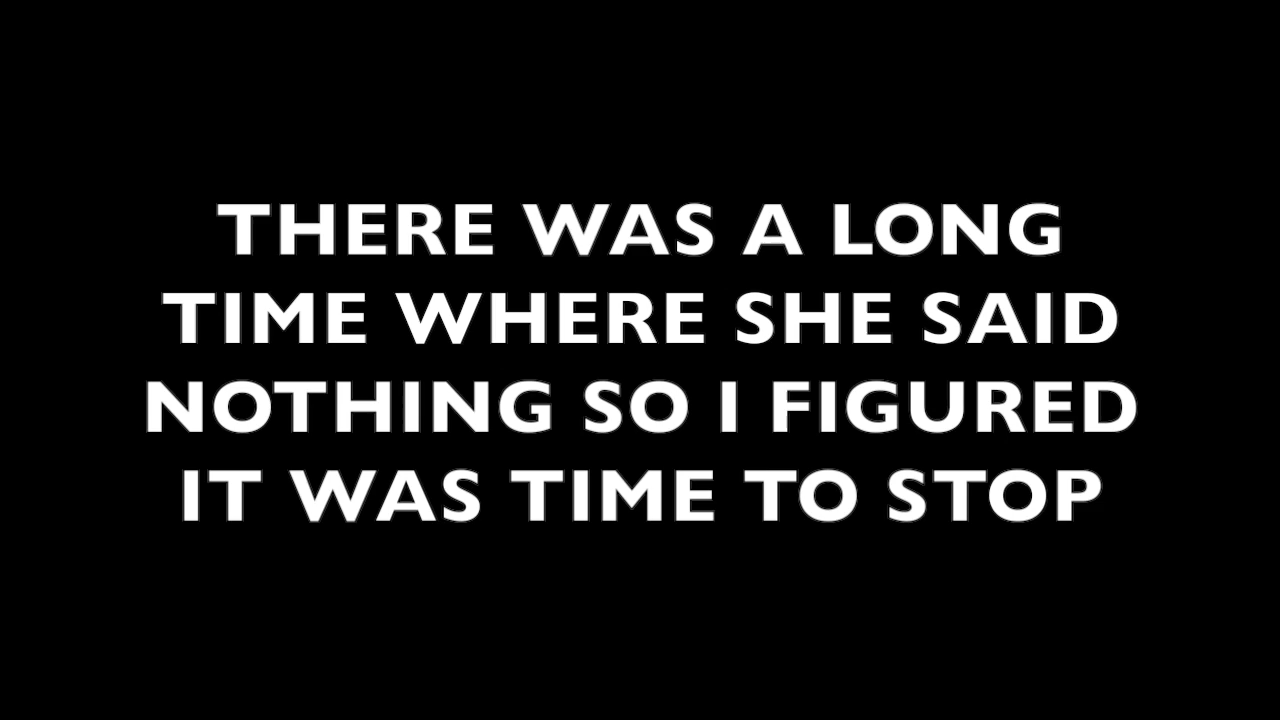 THERE WAS A LONG
TIME WHERE SHE SAID
NOTHING SO I FIGURED
IT WAS TIME TO STOP